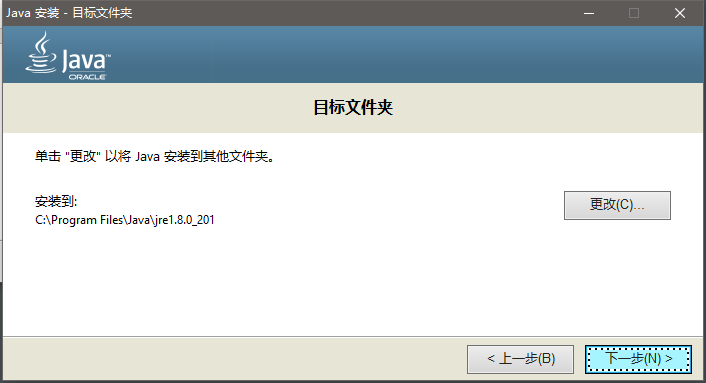 Java 安装 - 目标文件夹
Java™
ORACLE
目标文件夹
单击 "更改" 以将 Java 安装到其他文件夹。
安装到:
更改(C)...
C:\Program Files\Java\jre1.8.0_201
< 上一步(B)
下一步(N) >